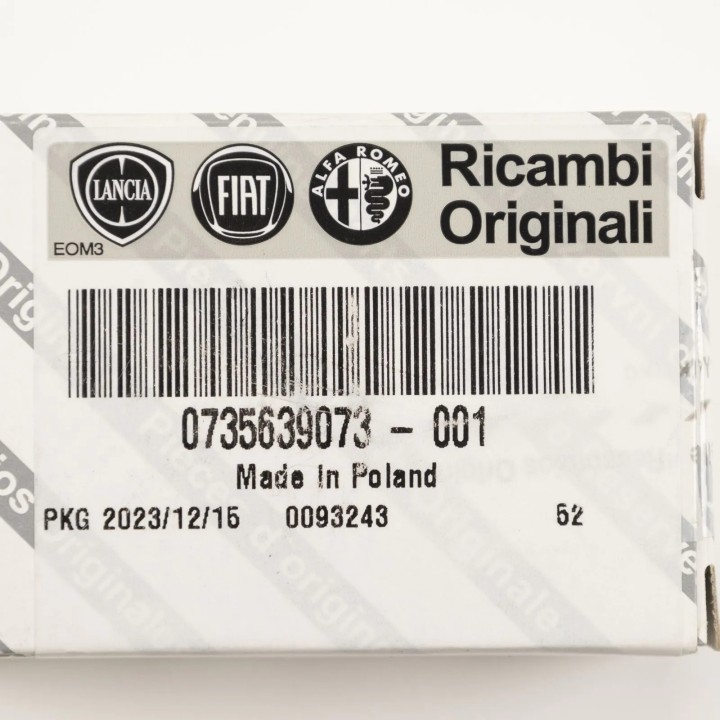 LANCIA
FIAT
ALFA ROMEO
Ricambi
Originali
EOM3
0735639073 - 001
Made In Poland
PKG 2023/12/15 0093243 52